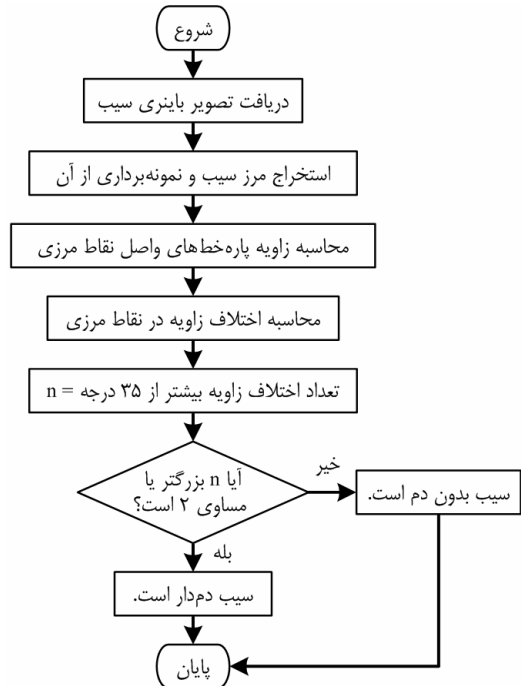 شروع
دریافت تصویر باینری سیب
استخراج مرز سیب و نمونه‌برداری از آن
محاسبه زاویه پاره‌خط‌های واصل نقاط مرزی
محاسبه اختلاف زاویه در نقاط مرزی
تعداد اختلاف زاویه بیشتر از ۳۵ درجه = n
آیا n بزرگتر یا
مساوی ۲ است؟
خیر
سیب بدون دم است.
بله
سیب دم‌دار است.
پایان